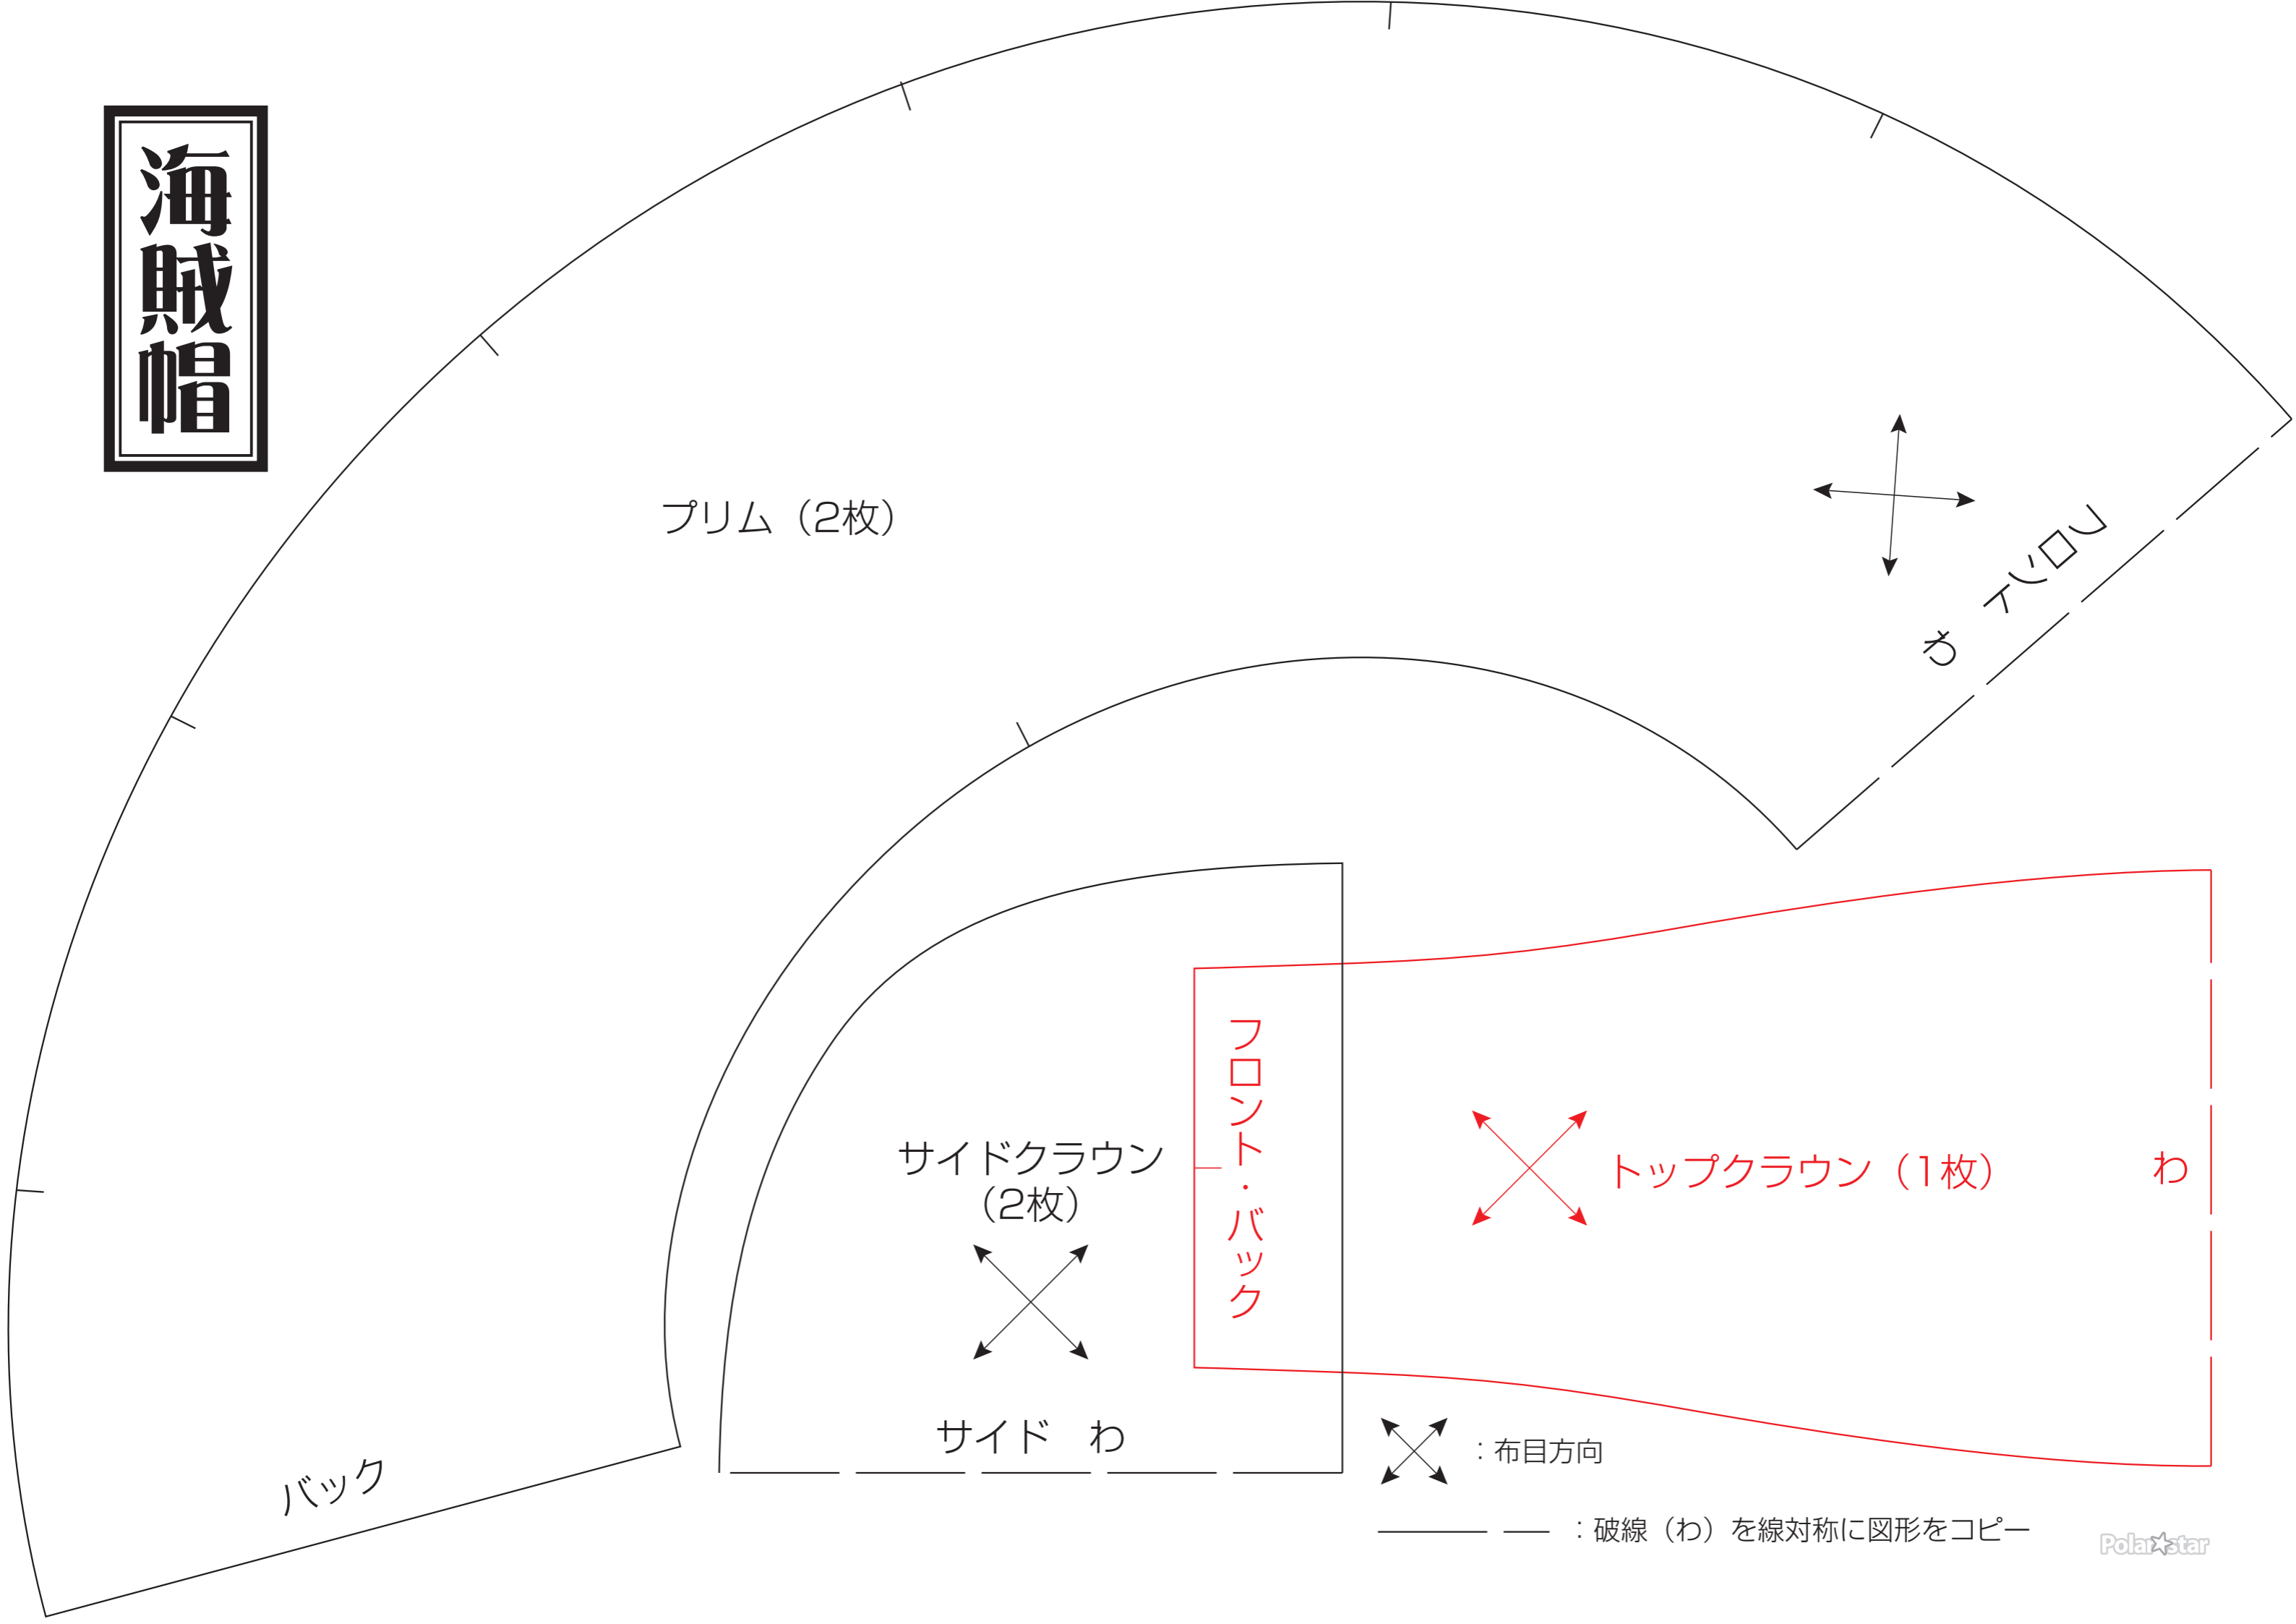 海賊帽
プリム（2枚）
フロント　わ
サイドクラウン
（2枚）
サイド　わ
バック
フロント・バック
トップクラウン（1枚）
わ
：布目方向
：破線（わ）を線対称に図形をコピー
Polar☆star